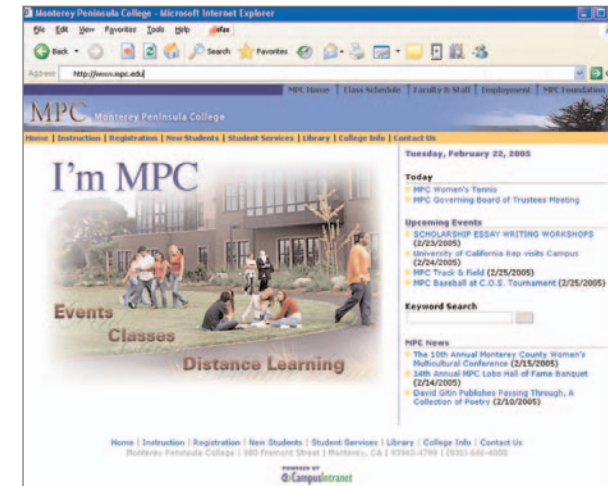 Monterey Peninsula College - Microsoft Internet Explorer
File Edit View Favorites Tools Help
Back Search Favorites
Address http://www.mpc.edu
MPC Home | Class Schedule | Faculty & Staff | Employment | MPC Foundation
MPC Monterey Peninsula College
Home | Instruction | Registration | New Students | Student Services | Library | College Info | Contact Us
Tuesday, February 22, 2005
I'm MPC
Events
Classes
Distance Learning
Today
MPC Women's Tennis
MPC Governing Board of Trustees Meeting
Upcoming Events
SCHOLARSHIP ESSAY WRITING WORKSHOPS
(2/23/2005)
University of California Rep visits Campus
(2/24/2005)
MPC Track & Field (2/25/2005)
MPC Baseball at C.O.S. Tournament (2/25/2005)
Keyword Search
MPC News
The 10th Annual Monterey County Women's
Multicultural Conference (2/15/2005)
14th Annual MPC Lobo Hall of Fame Banquet
(2/14/2005)
David Gitin Publishes Passing Through, A
Collection of Poetry (2/10/2005)
Home | Instruction | Registration | New Students | Student Services | Library | College Info | Contact Us
Monterey Peninsula College | 980 Fremont Street | Monterey, CA | 93940-4799 | (831) 646-4000
POWERED BY
CampusIntranet